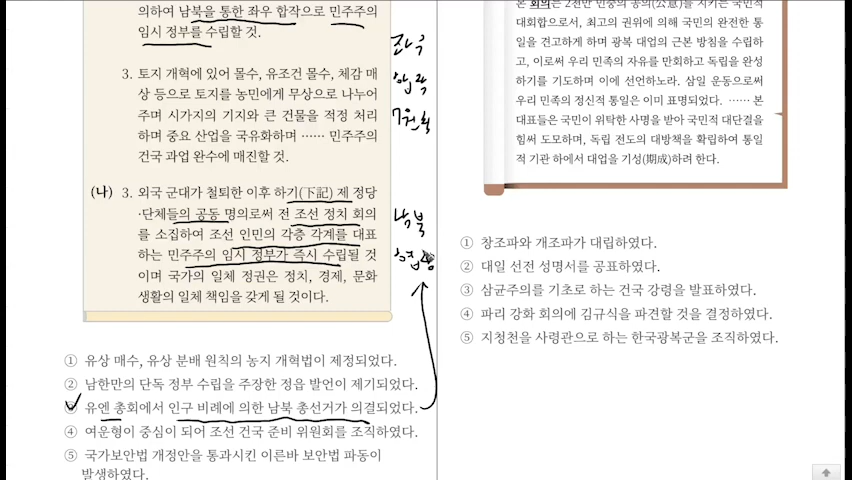 의하여 남북을 통한 좌우 합작으로 민주주의
임시 정부를 수립할 것.
3. 토지 개혁에 있어 몰수, 유조건 몰수, 체감 매
상 등으로 토지를 농민에게 무상으로 나누어
주며 시가지의 기지와 큰 건물을 적정 처리
하며 중요 산업을 국유화하며 …… 민주주의
건국 과업 완수에 매진할 것.
(나) 3. 외국 군대가 철퇴한 이후 하기(下記) 제 정당
·단체들의 공동 명의로써 전 조선 정치 회의
를 소집하여 조선 인민의 각층 각계를 대표
하는 민주주의 임시 정부가 즉시 수립될 것
이며 국가의 일체 정권은 정치, 경제, 문화
생활의 일체 책임을 갖게 될 것이다.
좌우
합작
7원칙
남북
협상
① 유상 매수, 유상 분배 원칙의 농지 개혁법이 제정되었다.
② 남한만의 단독 정부 수립을 주장한 정읍 발언이 제기되었다.
③ 유엔 총회에서 인구 비례에 의한 남북 총선거가 의결되었다.
④ 여운형이 중심이 되어 조선 건국 준비 위원회를 조직하였다.
⑤ 국가보안법 개정안을 통과시킨 이른바 보안법 파동이
발생하였다.
본 회의는 2천만 민중의 공의(公意)를 지키는 국민적
대회합으로서, 최고의 권위에 의해 국민의 완전한 통
일을 견고하게 하며 광복 대업의 근본 방침을 수립하
고, 이로써 우리 민족의 자유를 만회하고 독립을 완성
하기를 기도하며 이에 선언하노라. 삼일 운동으로써
우리 민족의 정신적 통일은 이미 표명되었다. …… 본
대표들은 국민이 위탁한 사명을 받아 국민적 대단결을
힘써 도모하며, 독립 전도의 대방책을 확립하여 통일
적 기관 하에서 대업을 기성(期成)하려 한다.
① 창조파와 개조파가 대립하였다.
② 대일 선전 성명서를 공표하였다.
③ 삼균주의를 기초로 하는 건국 강령을 발표하였다.
④ 파리 강화 회의에 김규식을 파견할 것을 결정하였다.
⑤ 지청천을 사령관으로 하는 한국광복군을 조직하였다.